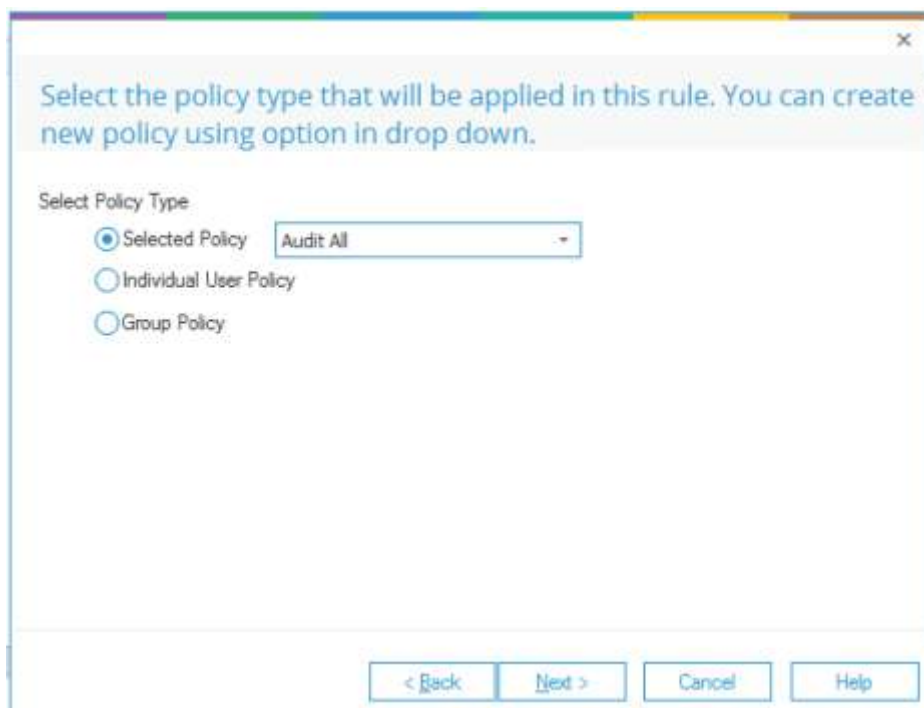 Select the policy type that will be applied in this rule. You can create
new policy using option in drop down.
Select Policy Type
Selected Policy
Audit All
Individual User Policy
Group Policy
< Back
Next >
Cancel
Help